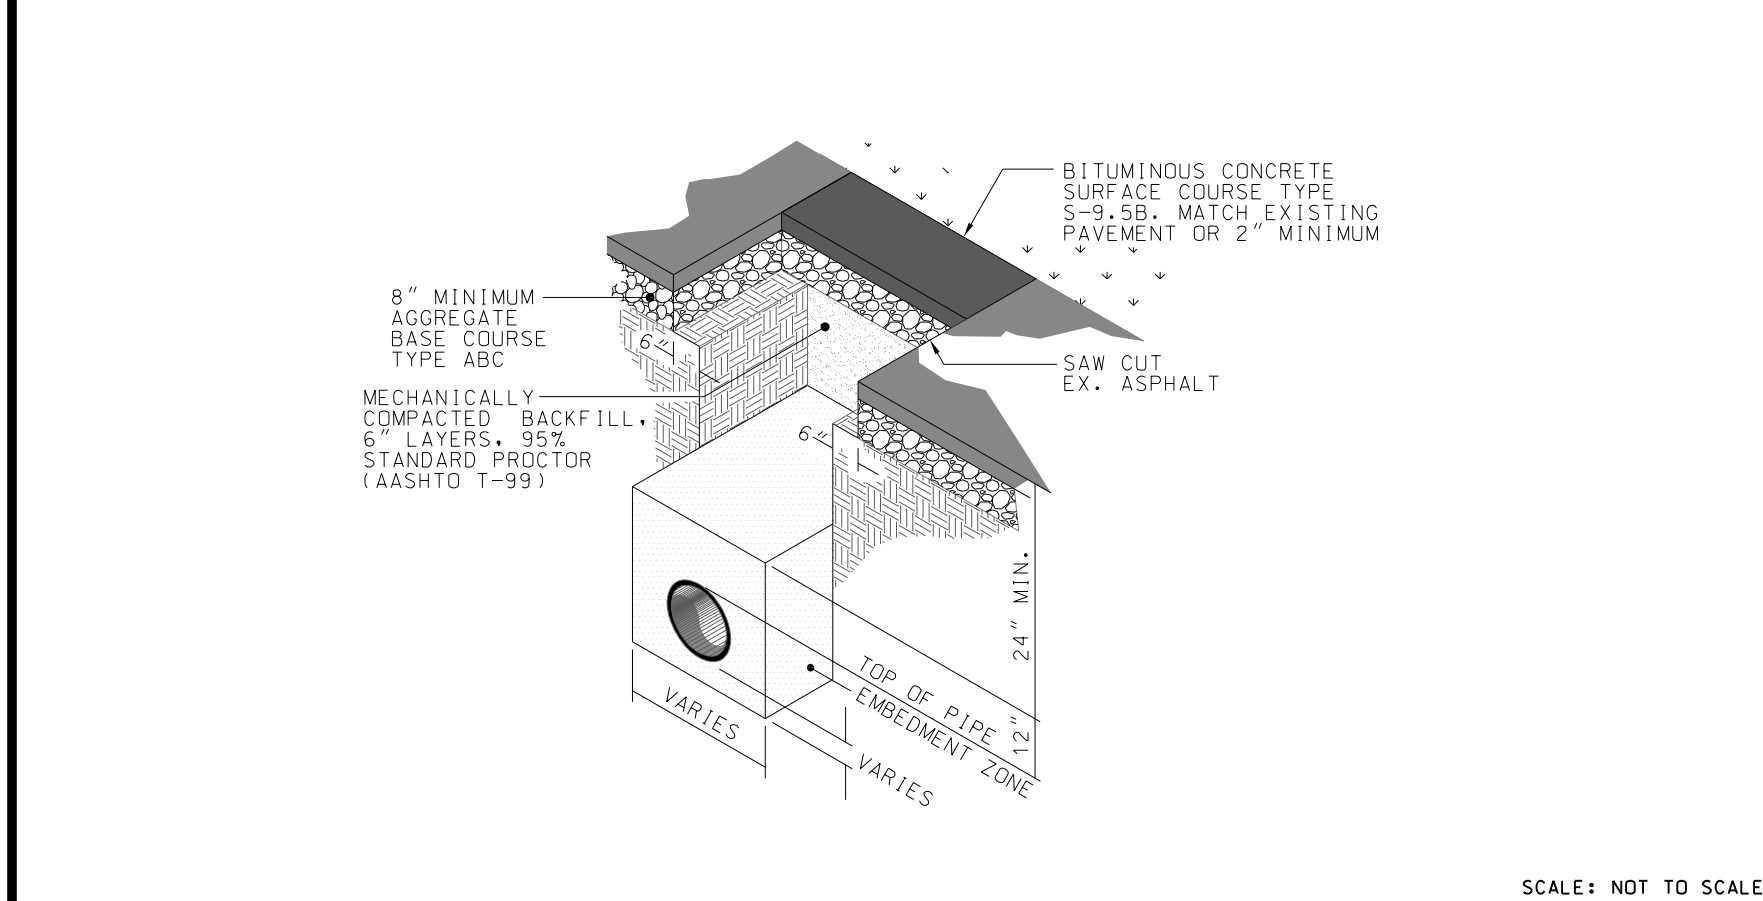 BITUMINOUS CONCRETE
SURFACE COURSE TYPE
S-9.5B. MATCH EXISTING
PAVEMENT OR 2" MINIMUM
8" MINIMUM
AGGREGATE
BASE COURSE
TYPE ABC
6"
SAW CUT
EX. ASPHALT
MECHANICALLY
COMPACTED BACKFILL,
6" LAYERS, 95%
STANDARD PROCTOR
(AASHTO T-99)
6"
24" MIN.
TOP OF PIPE
EMBEDMENT ZONE
12"
VARIES
VARIES
SCALE: NOT TO SCALE